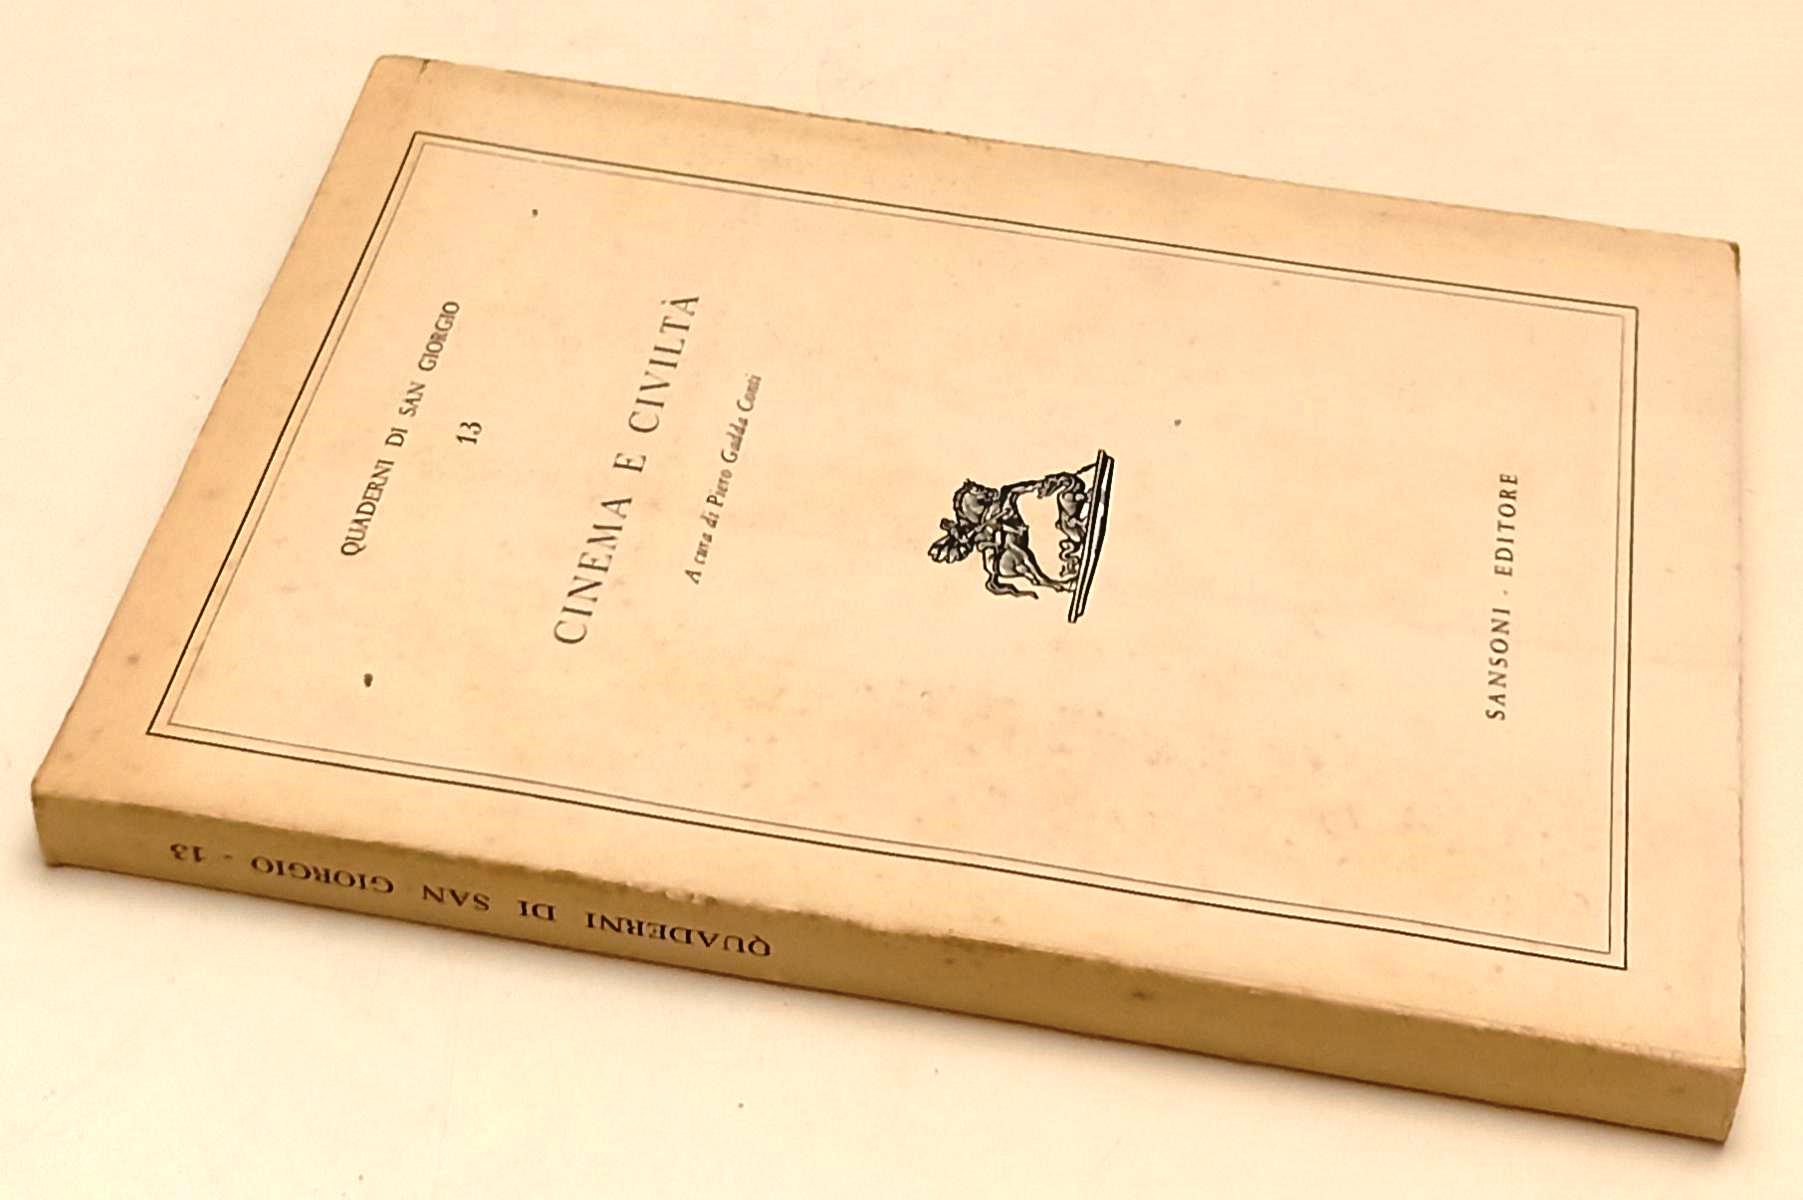 QUADERNI DI SAN GIORGIO
13
CINEMA E CIVILTÀ
A cura di Piero Gadda Conti
SANSONI - EDITORE
QUADERNI DI SAN GIORGIO - 13